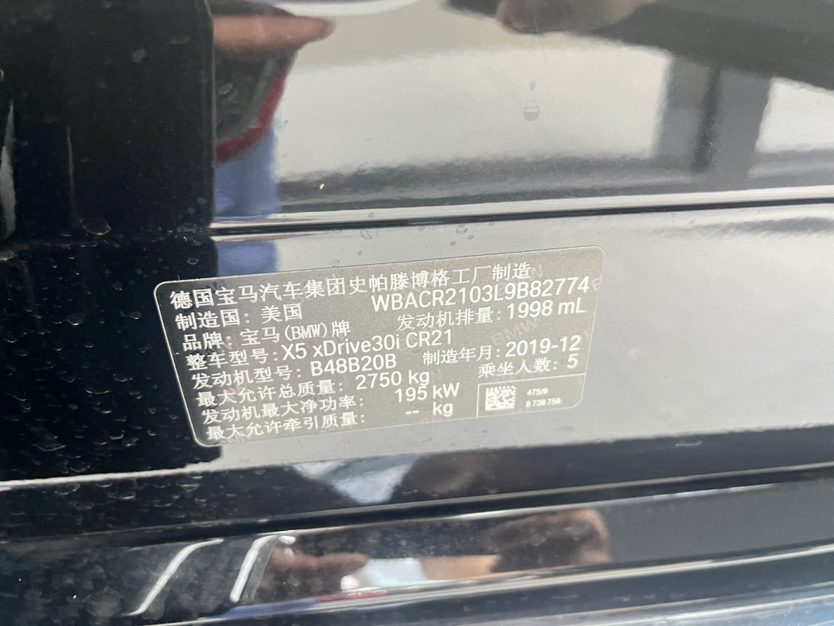 德国宝马汽车集团史帕滕博格工厂制造
制造国：美国 WBACR2103L9B82774
品牌：宝马(BMW)牌 发动机排量：1998 mL
整车型号：X5 xDrive30i CR21
发动机型号：B48B20B 制造年月：2019-12
最大允许总质量：2750 kg 乘坐人数：5
发动机最大净功率：195 kW
最大允许牵引质量：-- kg
8 738 758